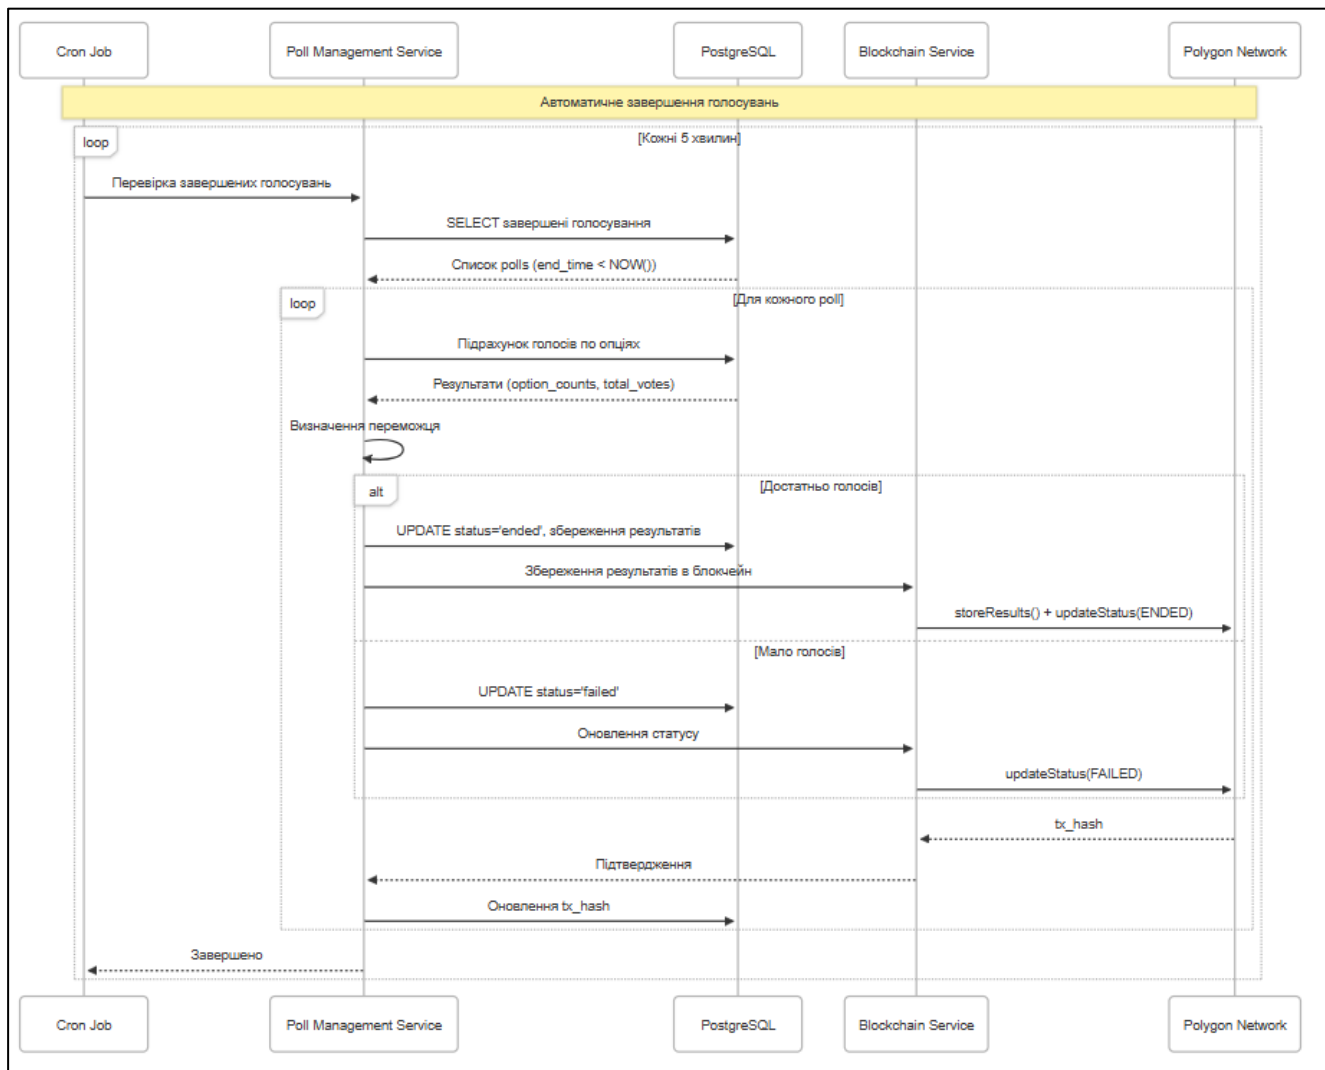 Cron Job
Poll Management Service
PostgreSQL
Blockchain Service
Polygon Network
Автоматичне завершення голосувань
loop
[Кожні 5 хвилин]
Перевірка завершених голосувань
SELECT завершені голосування
Список polls (end_time < NOW())
loop
[Для кожного poll]
Підрахунок голосів по опціях
Результати (option_counts, total_votes)
Визначення переможця
alt
[Достатньо голосів]
UPDATE status='ended', збереження результатів
Збереження результатів в блокчейн
storeResults() + updateStatus(ENDED)
[Мало голосів]
UPDATE status='failed'
Оновлення статусу
updateStatus(FAILED)
tx_hash
Підтвердження
Оновлення tx_hash
Завершено
Cron Job
Poll Management Service
PostgreSQL
Blockchain Service
Polygon Network